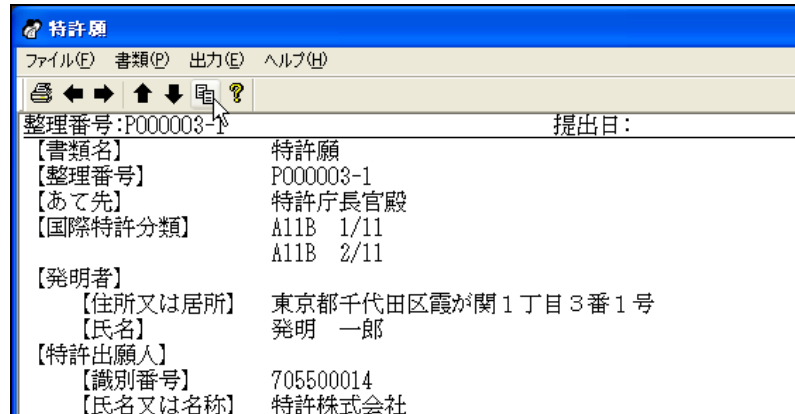 特許願
ファイル(F) 書類(P) 出力(E) ヘルプ(H)
整理番号:P000003-1 提出日:
【書類名】 特許願
【整理番号】 P000003-1
【あて先】 特許庁長官殿
【国際特許分類】 A11B 1/11
A11B 2/11
【発明者】
【住所又は居所】 東京都千代田区霞が関1丁目3番1号
【氏名】 発明 一郎
【特許出願人】
【識別番号】 705500014
【氏名又は名称】 特許株式会社